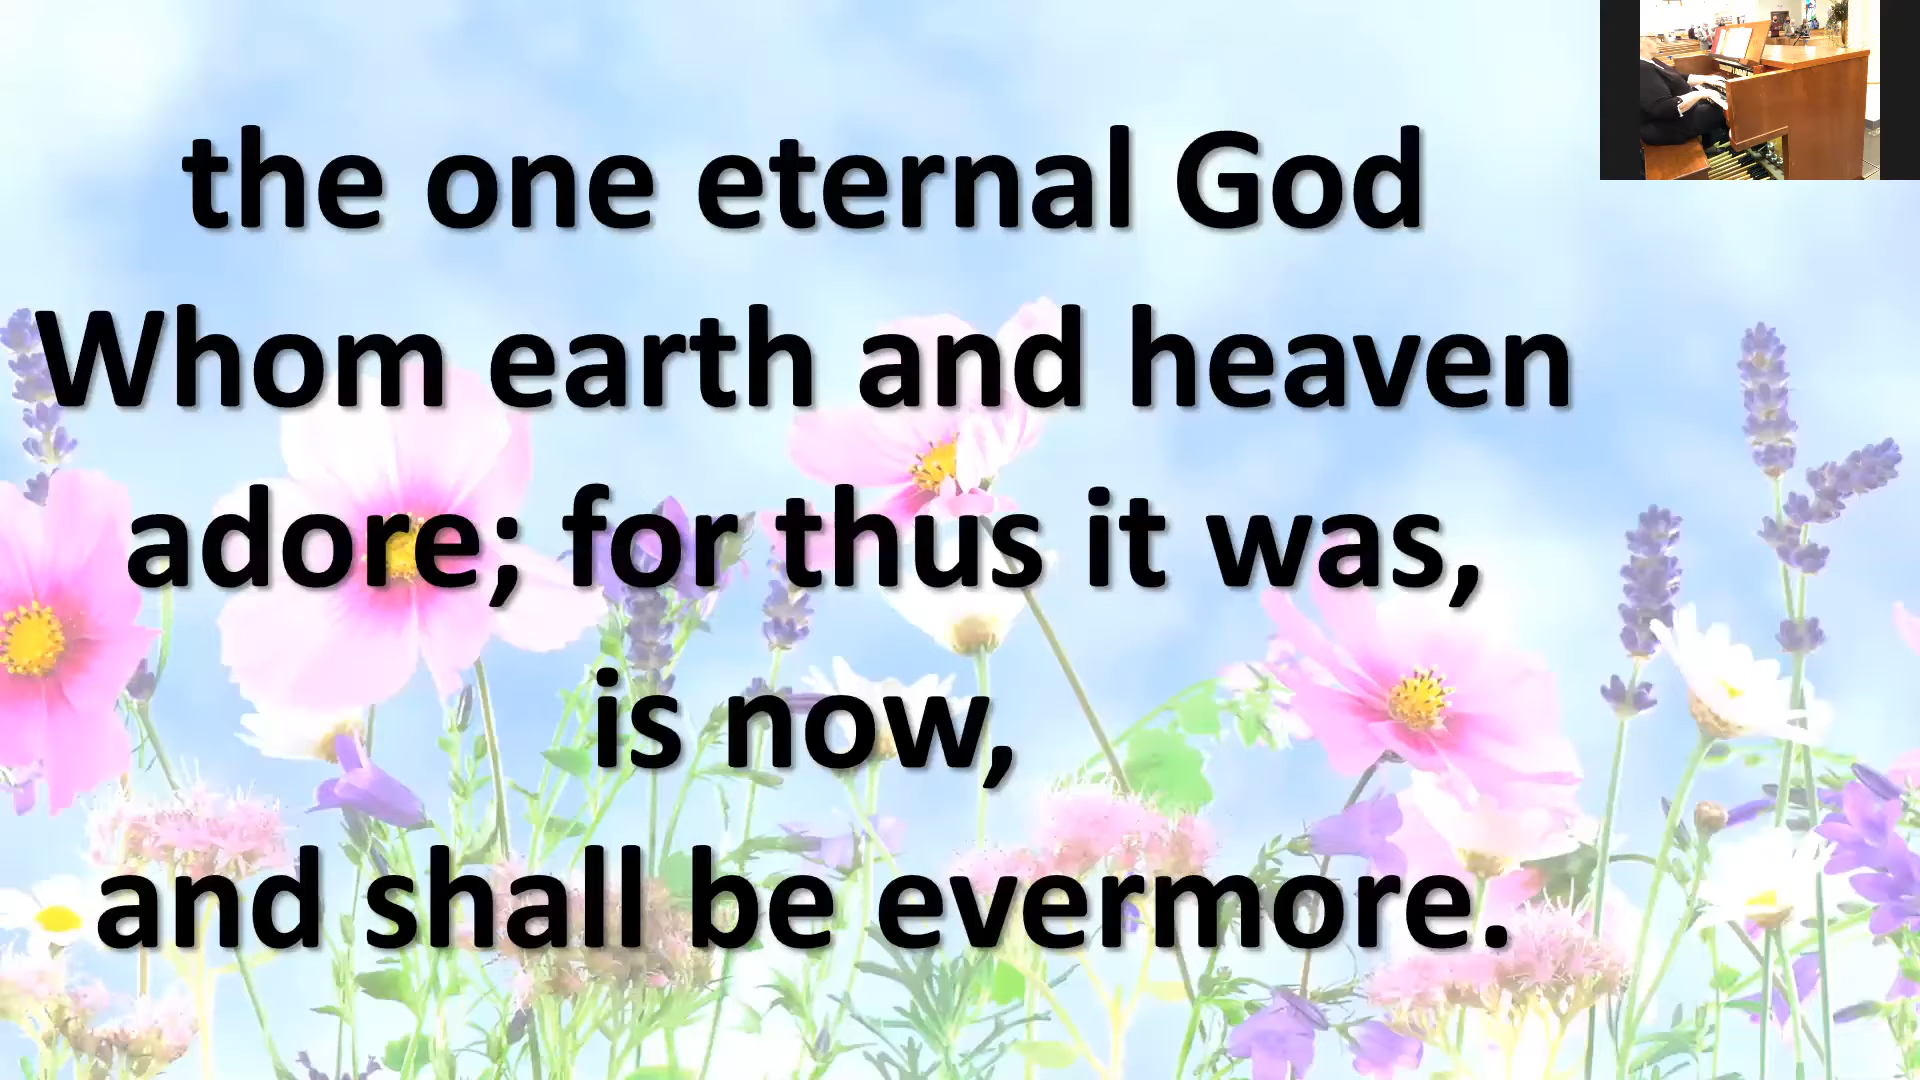 the one eternal God
Whom earth and heaven
adore; for thus it was,
is now,
and shall be evermore.